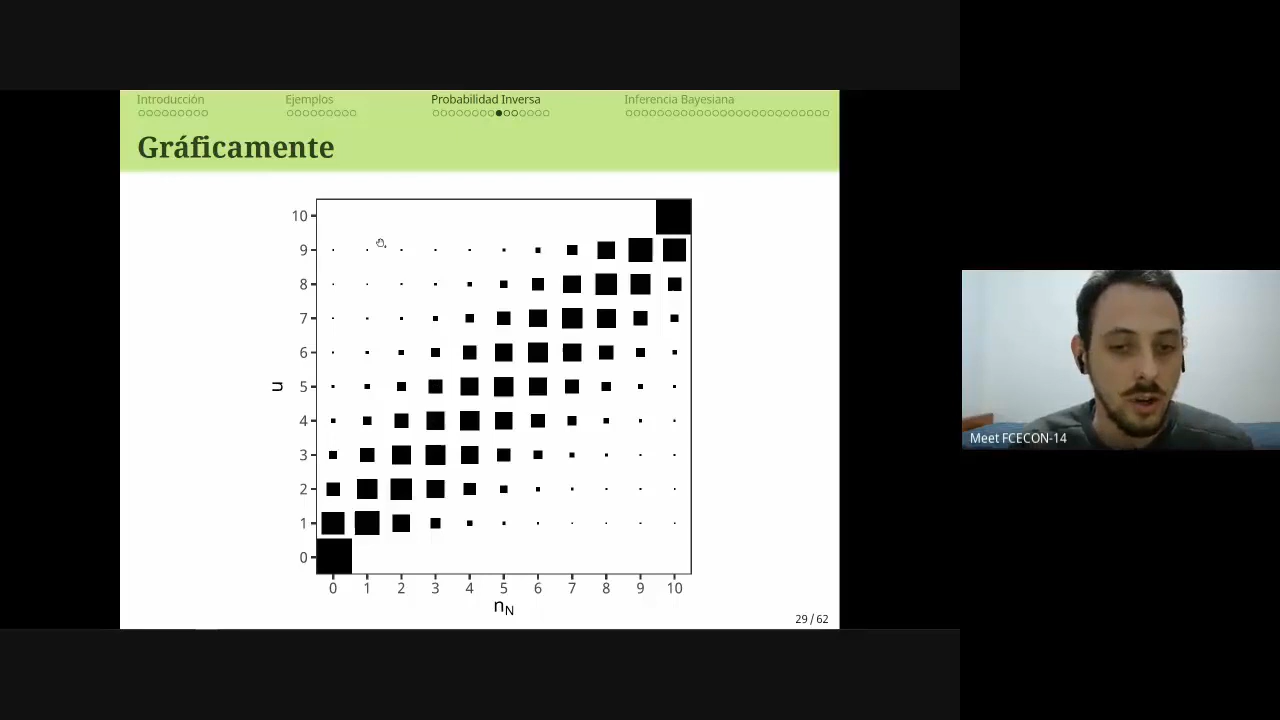 Introducción Ejemplos Probabilidad Inversa Inferencia Bayesiana
Gráficamente
10
9
8
7
6
5
4
3
2
1
0
u
0 1 2 3 4 5 6 7 8 9 10
nN
29 / 62
Meet FCECON-14